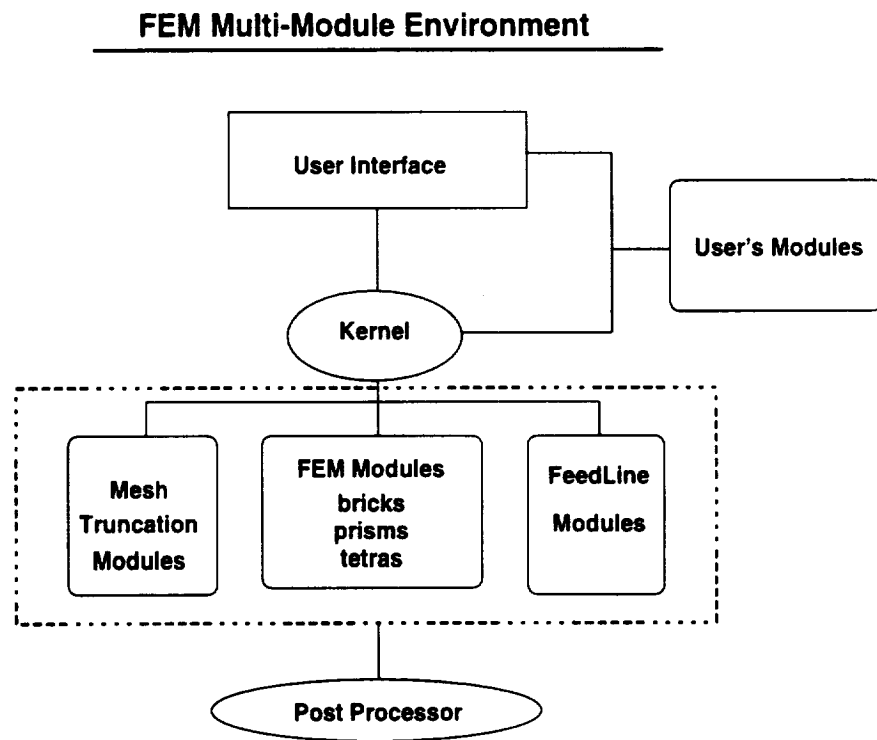 FEM Multi-Module Environment
User Interface
User's Modules
Kernel
Mesh
Truncation
Modules
FEM Modules
bricks
prisms
tetras
FeedLine
Modules
Post Processor